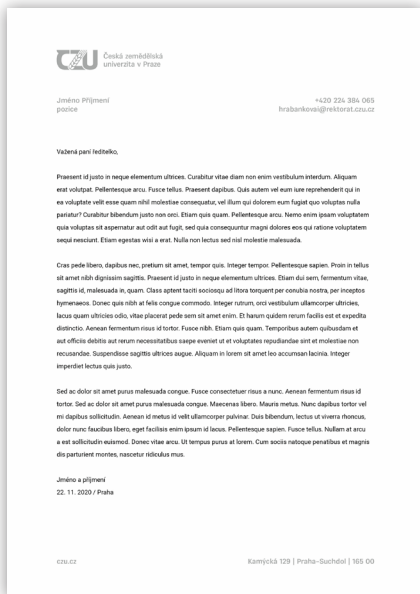 CZU Česká zemědělská
univerzita v Praze
Jméno Příjmení
pozice
+420 224 384 065
hrabankovai@rektorat.czu.cz
Vážená paní ředitelko,
Praesent id justo in neque elementum ultrices. Curabitur vitae diam non enim vestibulum interdum. Aliquam
erat volutpat. Pellentesque arcu. Fusce tellus. Praesent dapibus. Quis autem vel eum iure reprehenderit qui in
ea voluptate velit esse quam nihil molestiae consequatur, vel illum qui dolorem eum fugiat quo voluptas nulla
pariatur? Curabitur bibendum justo non orci. Etiam quis quam. Pellentesque arcu. Nemo enim ipsam voluptatem
quia voluptas sit aspernatur aut odit aut fugit, sed quia consequuntur magni dolores eos qui ratione voluptatem
sequi nesciunt. Etiam egestas wisi a erat. Nulla non lectus sed nisl molestie malesuada.
Cras pede libero, dapibus nec, pretium sit amet, tempor quis. Integer tempor. Pellentesque sapien. Proin in tellus
sit amet nibh dignissim sagittis. Praesent id justo in neque elementum ultrices. Etiam dui sem, fermentum vitae,
sagittis id, malesuada in, quam. Class aptent taciti sociosqu ad litora torquent per conubia nostra, per inceptos
hymenaeos. Donec quis nibh at felis congue commodo. Integer rutrum, orci vestibulum ullamcorper ultricies,
lacus quam ultricies odio, vitae placerat pede sem sit amet enim. Et harum quidem rerum facilis est et expedita
distinctio. Aenean fermentum risus id tortor. Fusce nibh. Etiam quis quam. Temporibus autem quibusdam et
aut officiis debitis aut rerum necessitatibus saepe eveniet ut et voluptates repudiandae sint et molestiae non
recusandae. Suspendisse sagittis ultrices augue. Aliquam in lorem sit amet leo accumsan lacinia. Integer
imperdiet lectus quis justo.
Sed ac dolor sit amet purus malesuada congue. Fusce consectetuer risus a nunc. Aenean fermentum risus id
tortor. Sed ac dolor sit amet purus malesuada congue. Maecenas libero. Mauris metus. Nunc dapibus tortor vel
mi dapibus sollicitudin. Aenean id metus id velit ullamcorper pulvinar. Duis bibendum, lectus ut viverra rhoncus,
dolor nunc faucibus libero, eget facilisis enim ipsum id lacus. Pellentesque sapien. Fusce tellus. Nullam at arcu
a est sollicitudin euismod. Donec vitae arcu. Ut tempus purus at lorem. Cum sociis natoque penatibus et magnis
dis parturient montes, nascetur ridiculus mus.
Jméno a příjmení
22. 11. 2020 / Praha
czu.cz
Kamýcká 129 | Praha-Suchdol | 165 00